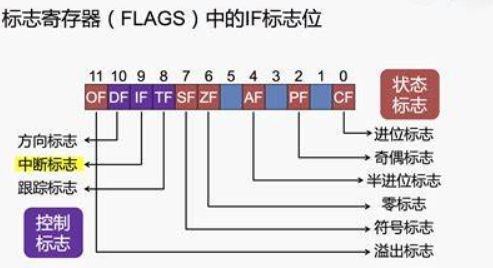 标志寄存器（FLAGS）中的IF标志位
11 10 9 8 7 6 5 4 3 2 1 0
OF DF IF TF SF ZF AF PF CF
状态
标志
方向标志
中断标志
跟踪标志
控制
标志
进位标志
奇偶标志
半进位标志
零标志
符号标志
溢出标志